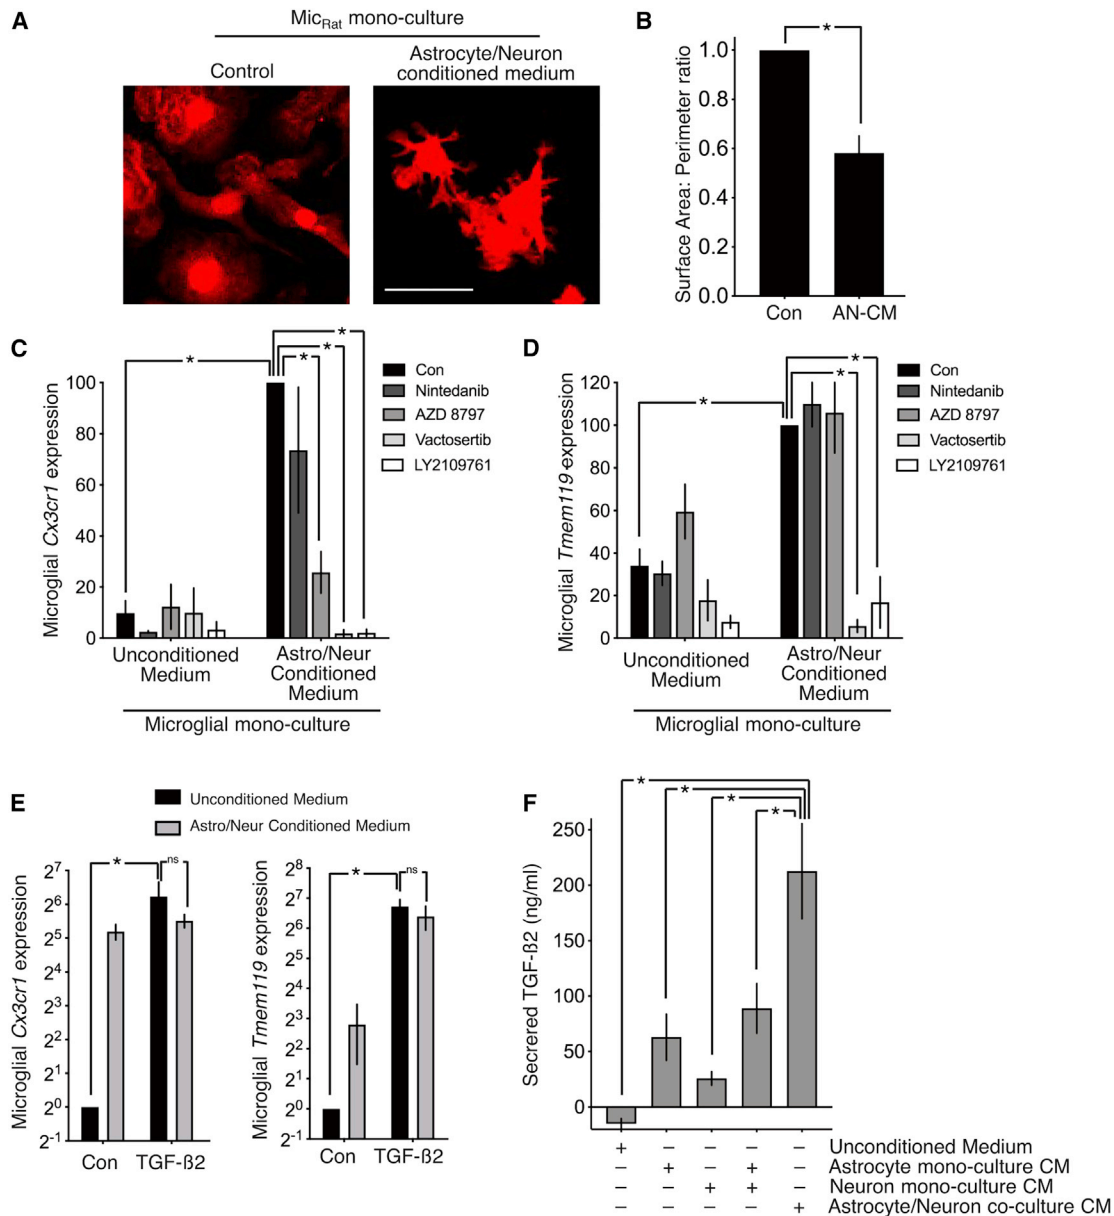 A
Mic_Rat mono-culture
Control
Astrocyte/Neuron
conditioned medium
B
Surface Area: Perimeter ratio
1.0
0.8
0.6
0.4
0.2
0.0
*
Con
AN-CM
C
Microglial Cx3cr1 expression
100
80
60
40
20
0
*
*
*
*
Con
Nintedanib
AZD 8797
Vactosertib
LY2109761
Unconditioned
Medium
Astro/Neur
Conditioned
Medium
Microglial mono-culture
D
Microglial Tmem119 expression
120
100
80
60
40
20
0
*
*
*
Con
Nintedanib
AZD 8797
Vactosertib
LY2109761
Unconditioned
Medium
Astro/Neur
Conditioned
Medium
Microglial mono-culture
E
Unconditioned Medium
Astro/Neur Conditioned Medium
Microglial Cx3cr1 expression
2^7
2^6
2^5
2^4
2^3
2^2
2^1
2^0
2^-1
*
ns
Con
TGF-ß2
Microglial Tmem119 expression
2^8
2^7
2^6
2^5
2^4
2^3
2^2
2^1
2^0
2^-1
*
ns
Con
TGF-ß2
F
Secrered TGF-ß2 (ng/ml)
250
200
150
100
50
0
*
*
*
*
+ – – – – Unconditioned Medium
– + – + – Astrocyte mono-culture CM
– – + + – Neuron mono-culture CM
– – – – + Astrocyte/Neuron co-culture CM